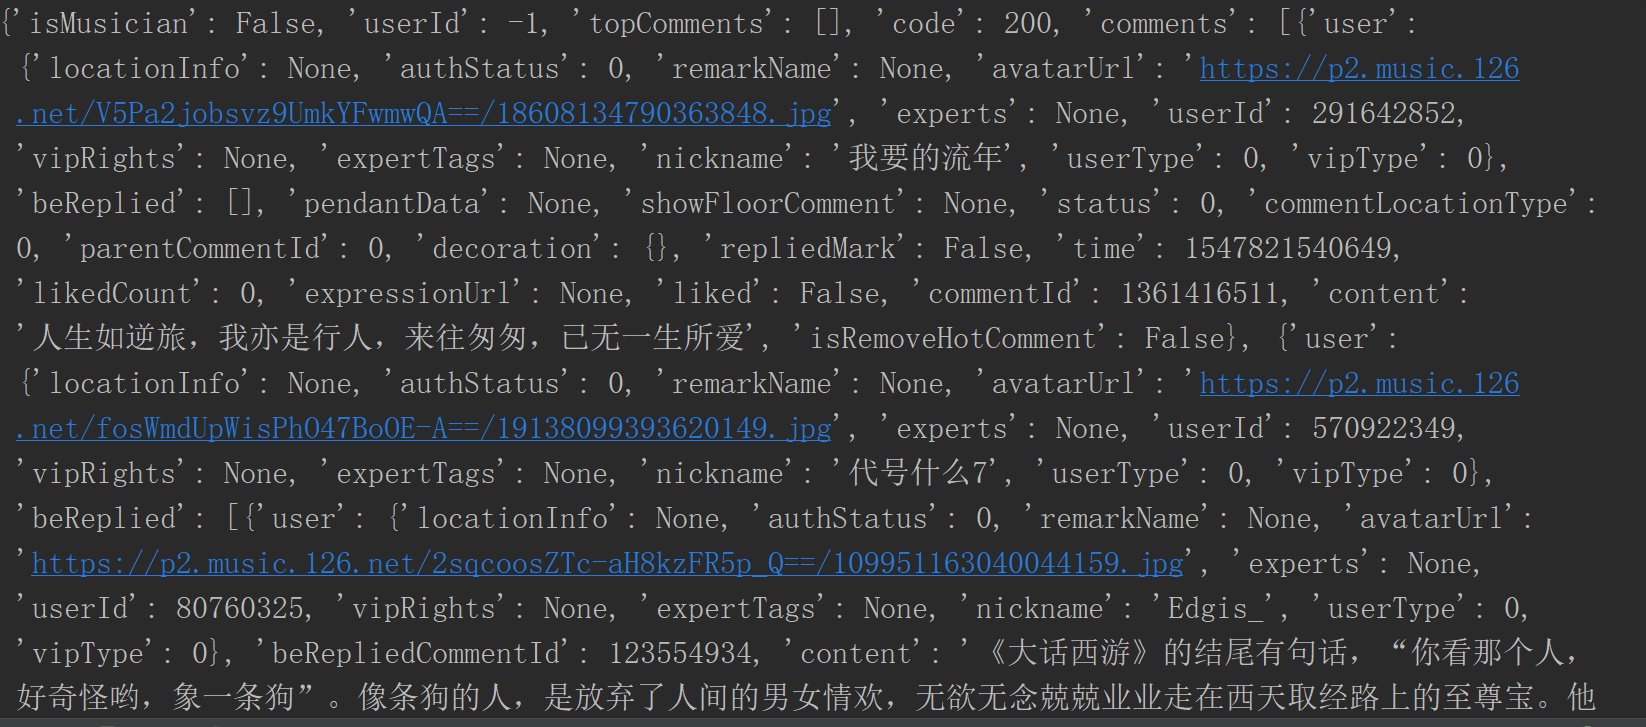 {'isMusician': False, 'userId': -1, 'topComments': [], 'code': 200, 'comments': [{'user':
{'locationInfo': None, 'authStatus': 0, 'remarkName': None, 'avatarUrl': 'https://p2.music.126
.net/V5Pa2jobsvz9UmkYFwmwQA==/18608134790363848.jpg', 'experts': None, 'userId': 291642852,
'vipRights': None, 'expertTags': None, 'nickname': '我要的流年', 'userType': 0, 'vipType': 0},
'beReplied': [], 'pendantData': None, 'showFloorComment': None, 'status': 0, 'commentLocationType':
0, 'parentCommentId': 0, 'decoration': {}, 'repliedMark': False, 'time': 1547821540649,
'likedCount': 0, 'expressionUrl': None, 'liked': False, 'commentId': 1361416511, 'content':
'人生如逆旅，我亦是行人，来往匆匆，已无一生所爱', 'isRemoveHotComment': False}, {'user':
{'locationInfo': None, 'authStatus': 0, 'remarkName': None, 'avatarUrl': 'https://p2.music.126
.net/fosWmdUpWisPhO47BoOE-A==/19138099393620149.jpg', 'experts': None, 'userId': 570922349,
'vipRights': None, 'expertTags': None, 'nickname': '代号什么7', 'userType': 0, 'vipType': 0},
'beReplied': [{'user': {'locationInfo': None, 'authStatus': 0, 'remarkName': None, 'avatarUrl':
'https://p2.music.126.net/2sqcoosZTc-aH8kzFR5p_Q==/109951163040044159.jpg', 'experts': None,
'userId': 80760325, 'vipRights': None, 'expertTags': None, 'nickname': 'Edgis_', 'userType': 0,
'vipType': 0}, 'beRepliedCommentId': 123554934, 'content': '《大话西游》的结尾有句话，“你看那个人，
好奇怪哟，象一条狗”。像条狗的人，是放弃了人间的男女情欢，无欲无念兢兢业业走在西天取经路上的至尊宝。他